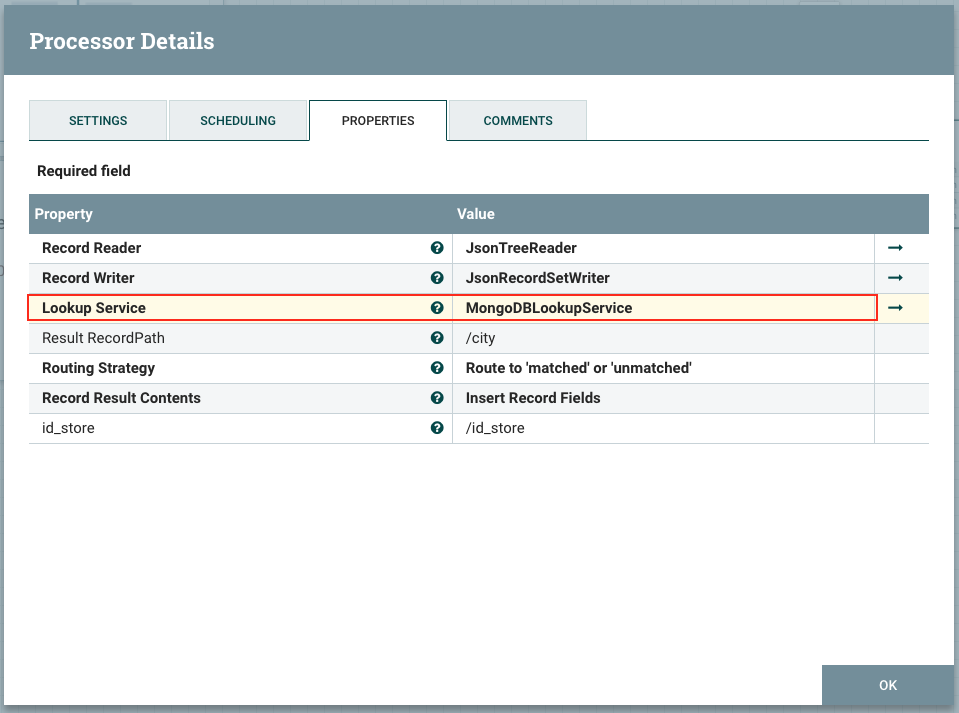 Processor Details
SETTINGS SCHEDULING PROPERTIES COMMENTS
Required field
Property Value
Record Reader JsonTreeReader
Record Writer JsonRecordSetWriter
Lookup Service MongoDBLookupService
Result RecordPath /city
Routing Strategy Route to 'matched' or 'unmatched'
Record Result Contents Insert Record Fields
id_store /id_store
OK